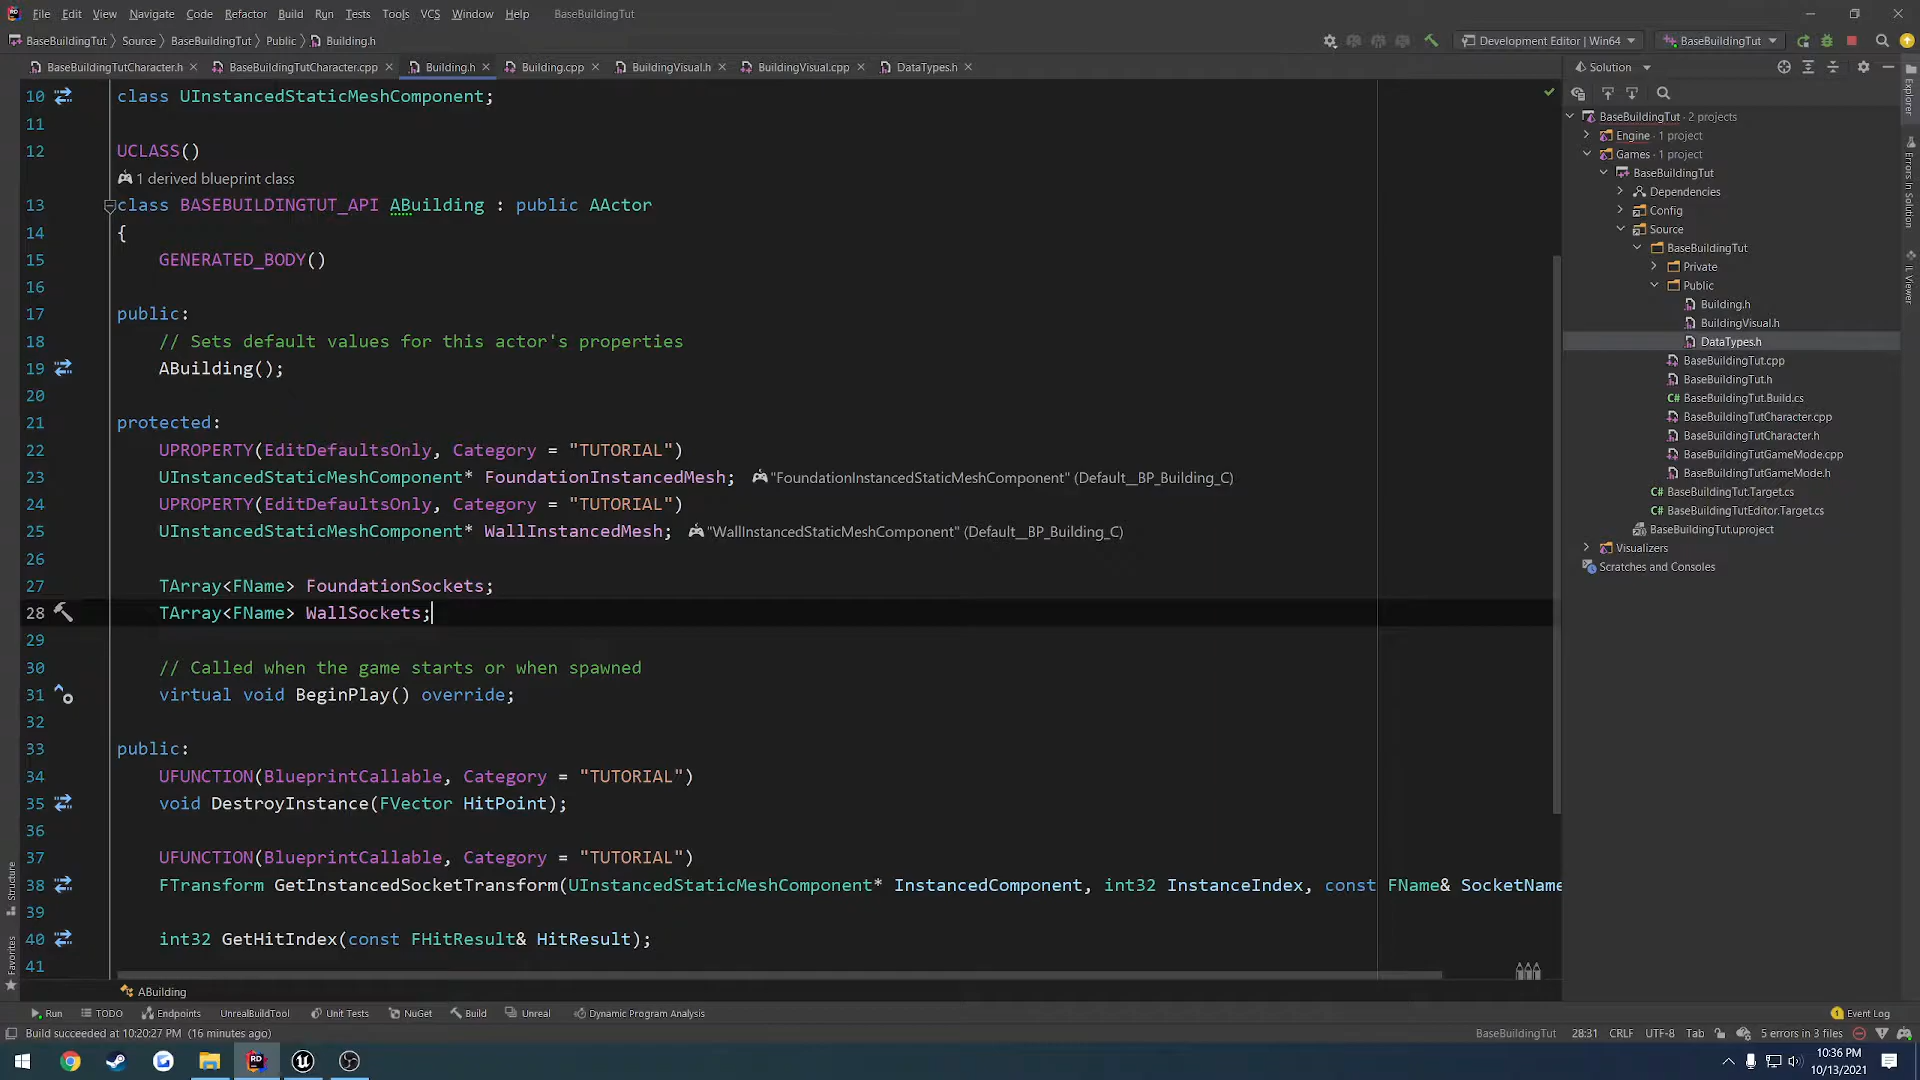 File Edit View Navigate Code Refactor Build Run Tests Tools VCS Window Help BaseBuildingTut
BaseBuildingTut Source BaseBuildingTut Public Building.h
Development Editor | Win64 BaseBuildingTut
BaseBuildingTutCharacter.h BaseBuildingTutCharacter.cpp Building.h Building.cpp BuildingVisual.h BuildingVisual.cpp DataTypes.h
10 class UInstancedStaticMeshComponent;
11
12 UCLASS()
1 derived blueprint class
13 class BASEBUILDINGTUT_API ABuilding : public AActor
14 {
15 GENERATED_BODY()
16
17 public:
18 // Sets default values for this actor's properties
19 ABuilding();
20
21 protected:
22 UPROPERTY(EditDefaultsOnly, Category = "TUTORIAL")
23 UInstancedStaticMeshComponent* FoundationInstancedMesh; "FoundationInstancedStaticMeshComponent" (Default__BP_Building_C)
24 UPROPERTY(EditDefaultsOnly, Category = "TUTORIAL")
25 UInstancedStaticMeshComponent* WallInstancedMesh; "WallInstancedStaticMeshComponent" (Default__BP_Building_C)
26
27 TArray<FName> FoundationSockets;
28 TArray<FName> WallSockets;
29
30 // Called when the game starts or when spawned
31 virtual void BeginPlay() override;
32
33 public:
34 UFUNCTION(BlueprintCallable, Category = "TUTORIAL")
35 void DestroyInstance(FVector HitPoint);
36
37 UFUNCTION(BlueprintCallable, Category = "TUTORIAL")
38 FTransform GetInstancedSocketTransform(UInstancedStaticMeshComponent* InstancedComponent, int32 InstanceIndex, const FName& SocketName
39
40 int32 GetHitIndex(const FHitResult& HitResult);
41
ABuilding
Solution
BaseBuildingTut · 2 projects
Engine · 1 project
Games · 1 project
BaseBuildingTut
Dependencies
Config
Source
BaseBuildingTut
Private
Public
Building.h
BuildingVisual.h
DataTypes.h
BaseBuildingTut.cpp
BaseBuildingTut.h
BaseBuildingTut.Build.cs
BaseBuildingTutCharacter.cpp
BaseBuildingTutCharacter.h
BaseBuildingTutGameMode.cpp
BaseBuildingTutGameMode.h
BaseBuildingTut.Target.cs
BaseBuildingTutEditor.Target.cs
BaseBuildingTut.uproject
Visualizers
Scratches and Consoles
Explorer
Errors In Solution
IL Viewer
Structure
Favorites
Run TODO Endpoints UnrealBuildTool Unit Tests NuGet Build Unreal Dynamic Program Analysis 1 Event Log
Build succeeded at 10:20:27 PM (16 minutes ago) BaseBuildingTut 28:31 CRLF UTF-8 Tab 5 errors in 3 files
10:36 PM
10/13/2021